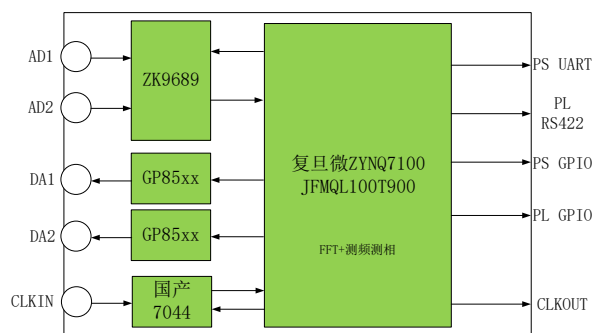 AD1
AD2
DA1
DA2
CLKIN
ZK9689
GP85xx
GP85xx
国产
7044
复旦微ZYNQ7100
JFMQL100T900
FFT+测频测相
PS UART
PL
RS422
PS GPIO
PL GPIO
CLKOUT